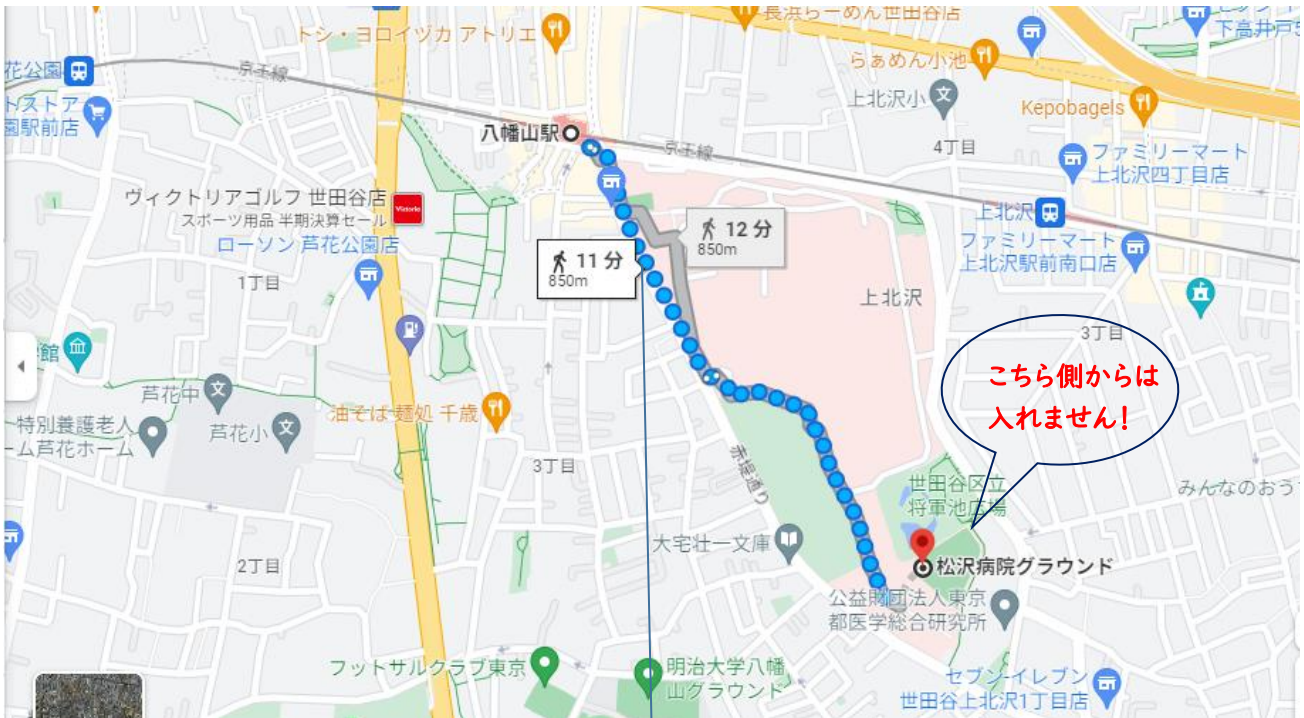 長浜らーめん世田谷店
トシ・ヨロイヅカ アトリエ
下高井戸5
花公園
京王線
らぁめん小池
上北沢小
Kepobagels
トストア
園駅前店
八幡山駅
京王線
4丁目
ファミリーマート
上北沢四丁目店
ヴィクトリアゴルフ 世田谷店
スポーツ用品 半期決算セール
Victoria
上北沢
ローソン 芦花公園店
12 分
850m
ファミリーマート
上北沢駅前南口店
11 分
850m
1丁目
上北沢
3丁目
館
こちら側からは
入れません!
芦花中
油そば 麺処 千歳
特別養護老人
ーム芦花ホーム
芦花小
3丁目
赤堤通り
世田谷区立
将軍池広場
みんなのおうち
大宅壮一文庫
2丁目
松沢病院グラウンド
公益財団法人東京
都医学総合研究所
フットサルクラブ東京
明治大学八幡
山グラウンド
セブン-イレブン
世田谷上北沢1丁目店